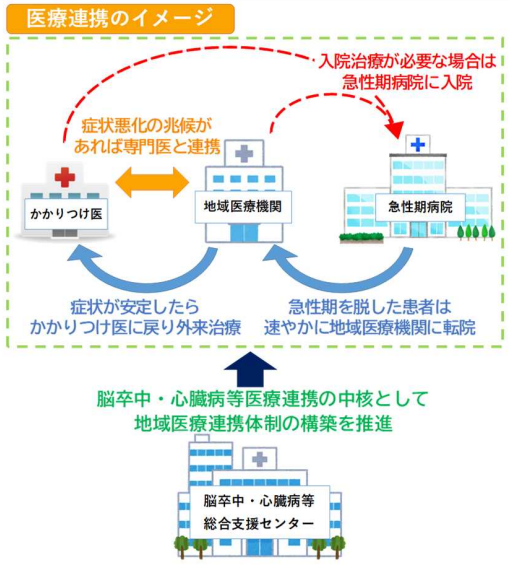 医療連携のイメージ
入院治療が必要な場合は
急性期病院に入院
症状悪化の兆候が
あれば専門医と連携
かかりつけ医
地域医療機関
急性期病院
症状が安定したら
かかりつけ医に戻り外来治療
急性期を脱した患者は
速やかに地域医療機関に転院
脳卒中・心臓病等医療連携の中核として
地域医療連携体制の構築を推進
脳卒中・心臓病等
総合支援センター